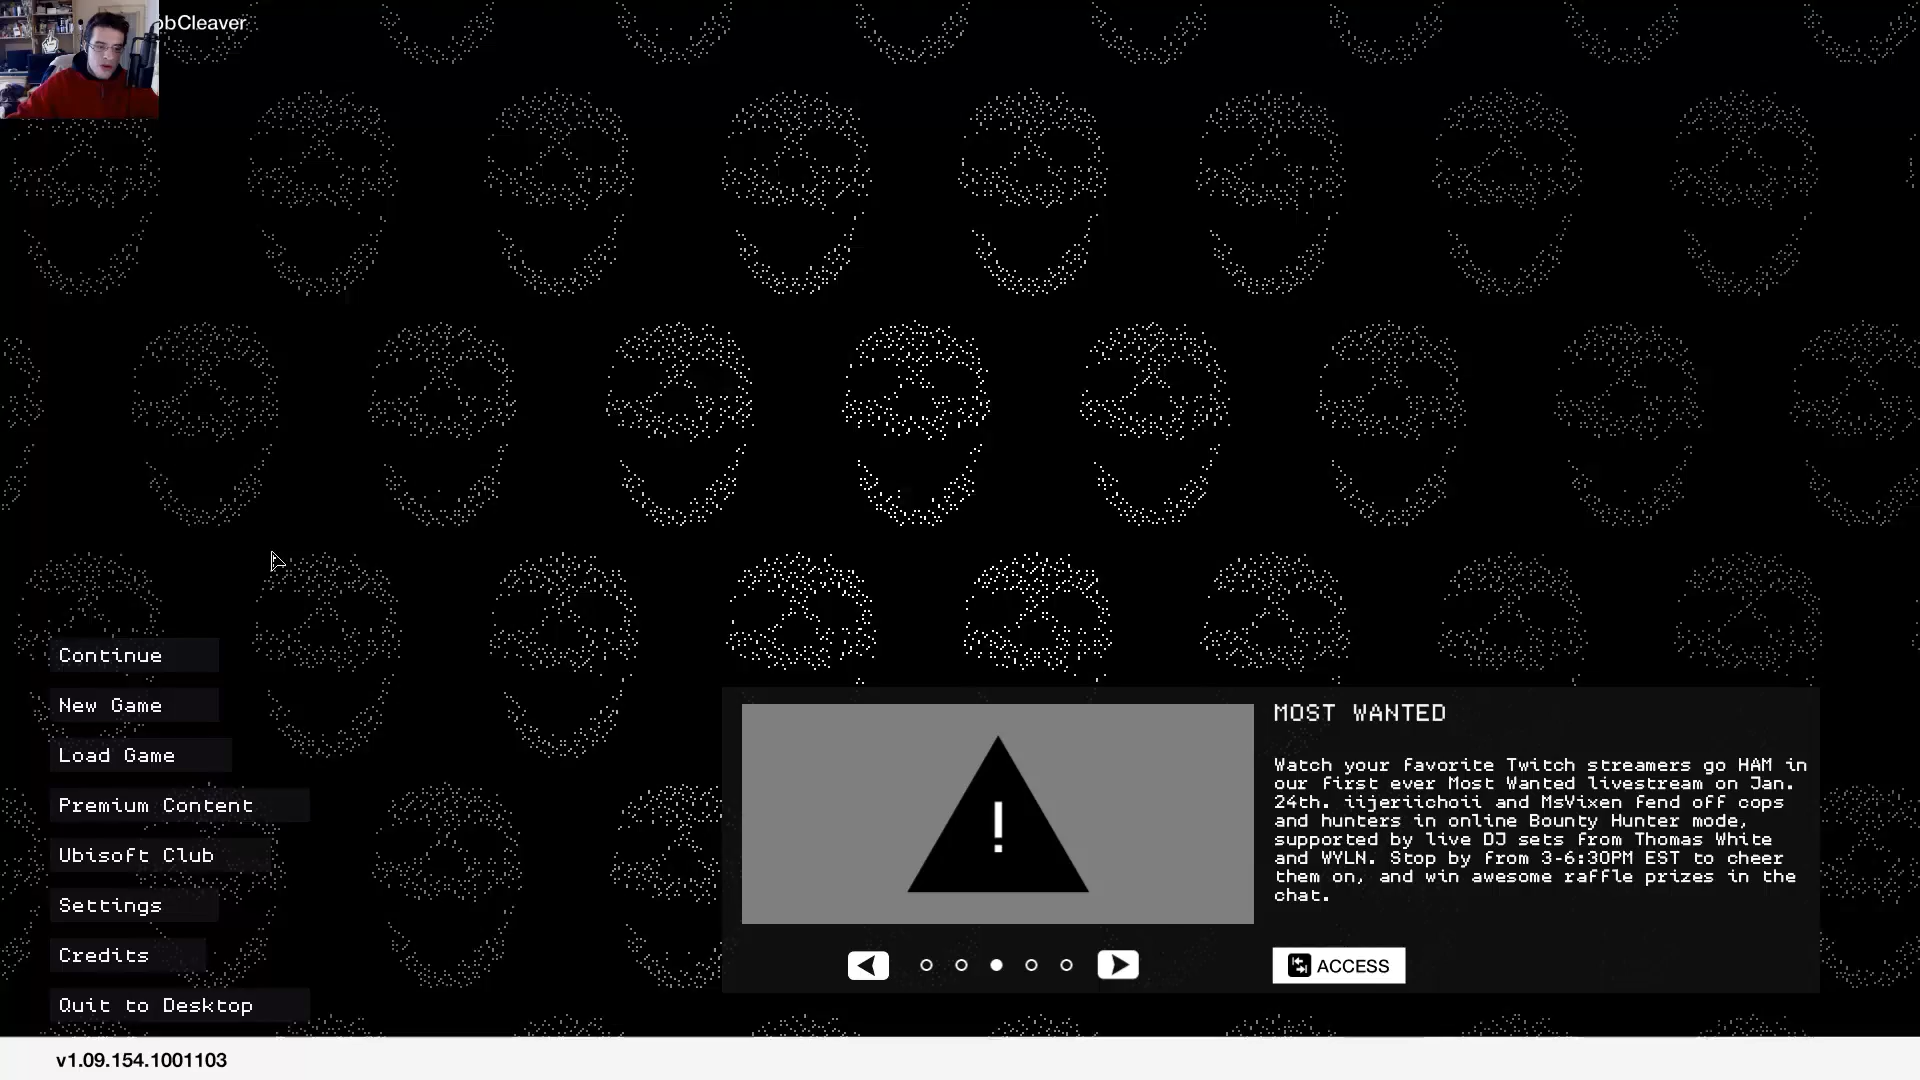 obCleaver
Continue
New Game
Load Game
Premium Content
Ubisoft Club
Settings
Credits
Quit to Desktop
MOST WANTED
Watch your favorite Twitch streamers go HAM in
our first ever Most Wanted livestream on Jan.
24th. iijeriichoii and MsVixen fend off cops
and hunters in online Bounty Hunter mode,
supported by live DJ sets from Thomas White
and WYLN. Stop by from 3-6:30PM EST to cheer
them on, and win awesome raffle prizes in the
chat.
!
ACCESS
v1.09.154.1001103